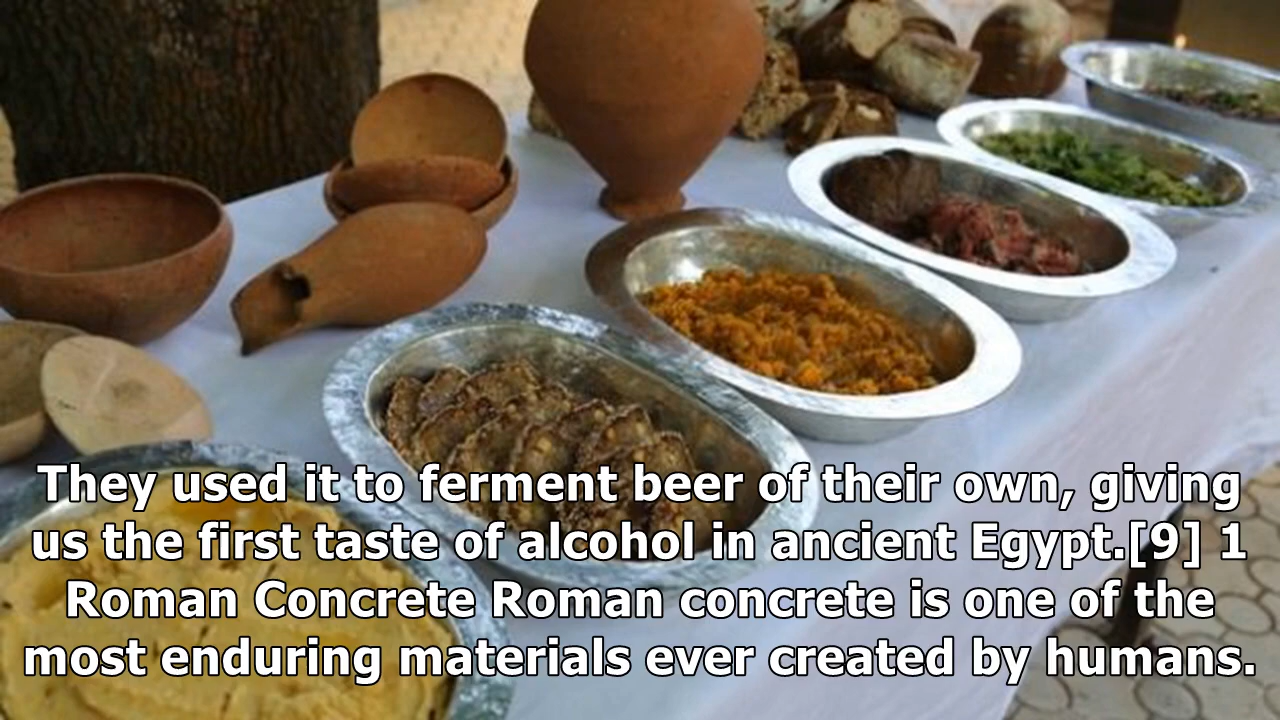 They used it to ferment beer of their own, giving
us the first taste of alcohol in ancient Egypt.[9] 1
Roman Concrete Roman concrete is one of the
most enduring materials ever created by humans.